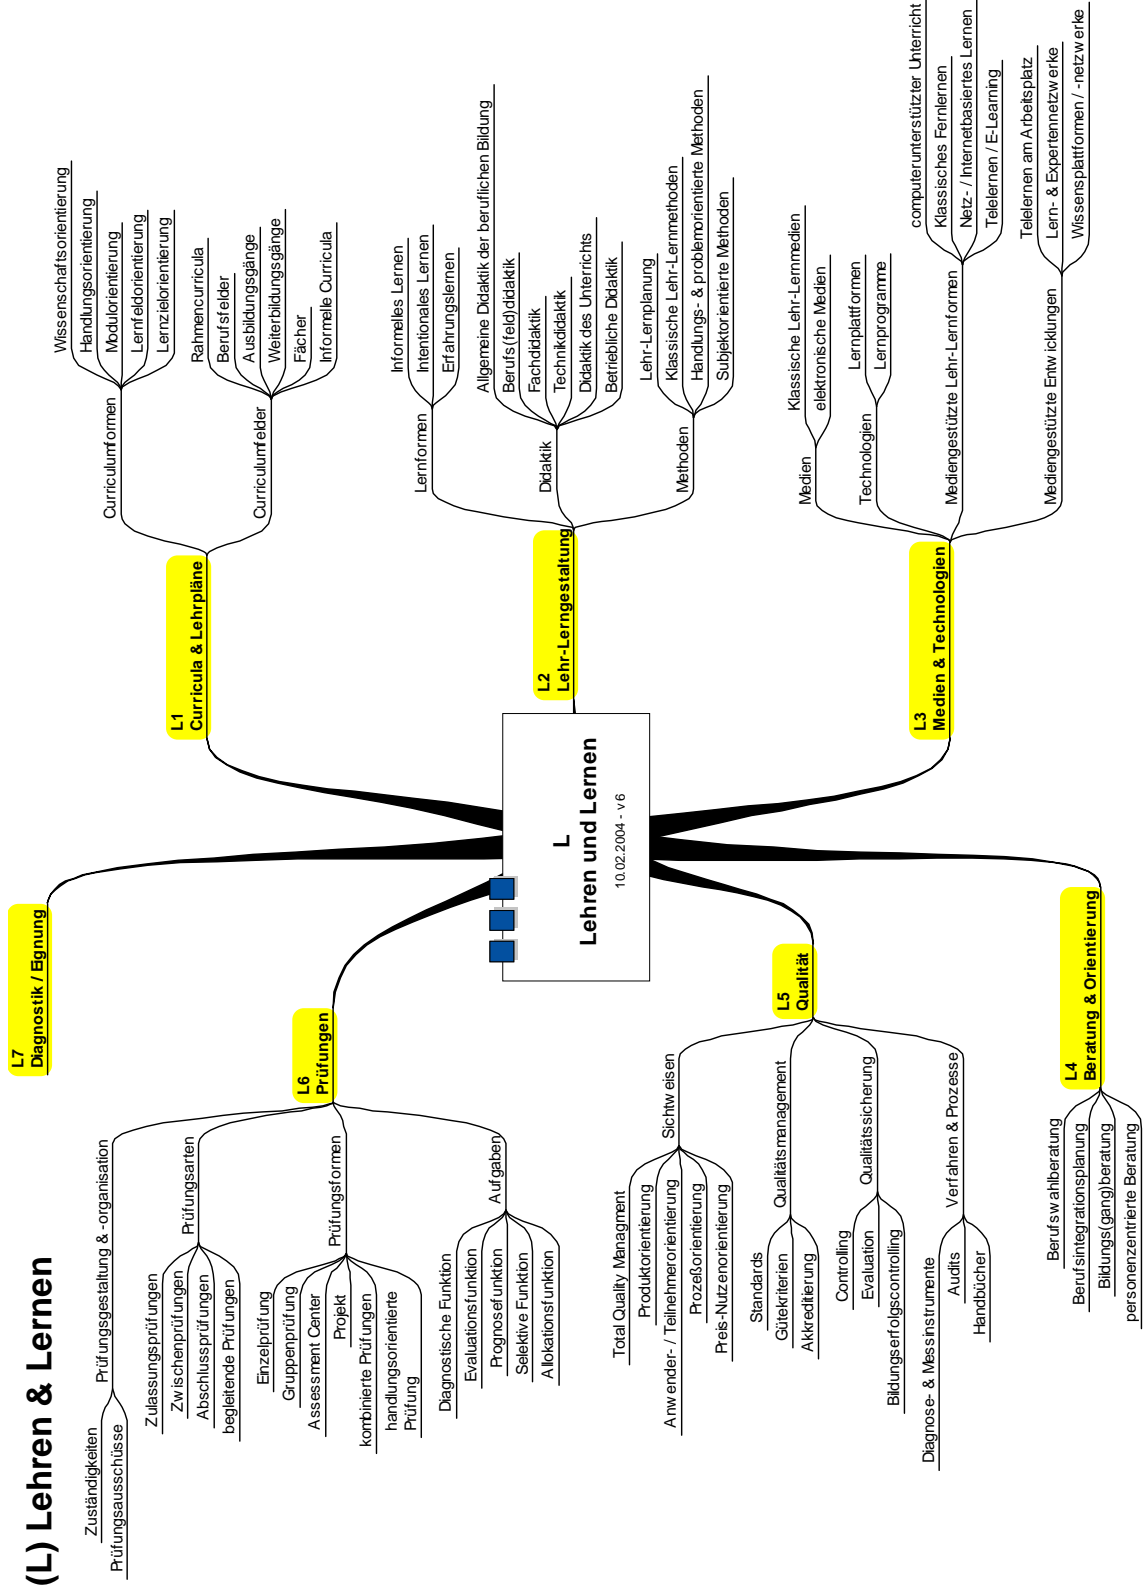 (L) Lehren & Lernen
L
Lehren und Lernen
10.02.2004 - v6
L1
Curricula & Lehrpläne
Curriculumformen
Wissenschaftsorientierung
Handlungsorientierung
Modulorientierung
Lernfeldorientierung
Lernzielorientierung
Curriculumfelder
Rahmencurricula
Berufsfelder
Ausbildungsgänge
Weiterbildungsgänge
Fächer
Informelle Curricula
L2
Lehr-Lerngestaltung
Lernformen
Informelles Lernen
Intentionales Lernen
Erfahrungslernen
Didaktik
Allgemeine Didaktik der beruflichen Bildung
Berufs(feld)didaktik
Fachdidaktik
Technikdidaktik
Didaktik des Unterrichts
Betriebliche Didaktik
Methoden
Lehr-Lernplanung
Klassische Lehr-Lernmethoden
Handlungs- & problemorientierte Methoden
Subjektorientierte Methoden
L3
Medien & Technologien
Medien
Klassische Lehr-Lernmedien
elektronische Medien
Technologien
Lernplattformen
Lernprogramme
Mediengestützte Lehr-Lernformen
computerunterstützter Unterricht
Klassisches Fernlernen
Netz- / Internetbasiertes Lernen
Telelernen / E-Learning
Mediengestützte Entwicklungen
Telelernen am Arbeitsplatz
Lern- & Expertennetzwerke
Wissensplattformen / -netzwerke
L4
Beratung & Orientierung
Berufswahlberatung
Berufsintegrationsplanung
Bildungs(gang)beratung
personenzentrierte Beratung
L5
Qualität
Sichtweisen
Total Quality Managment
Produktorientierung
Anwender- / Teilnehmerorientierung
Prozeßorientierung
Preis-Nutzenorientierung
Qualitätsmanagement
Standards
Gütekriterien
Akkreditierung
Qualitätssicherung
Controlling
Evaluation
Bildungserfolgscontrolling
Verfahren & Prozesse
Diagnose- & Messinstrumente
Audits
Handbücher
L6
Prüfungen
Prüfungsgestaltung & -organisation
Zuständigkeiten
Prüfungsausschüsse
Prüfungsarten
Zulassungsprüfungen
Zwischenprüfungen
Abschlussprüfungen
begleitende Prüfungen
Prüfungsformen
Einzelprüfung
Gruppenprüfung
Assessment Center
Projekt
kombinierte Prüfungen
handlungsorientierte
Prüfung
Aufgaben
Diagnostische Funktion
Evaluationsfunktion
Prognosefunktion
Selektive Funktion
Allokationsfunktion
L7
Diagnostik / Egnung